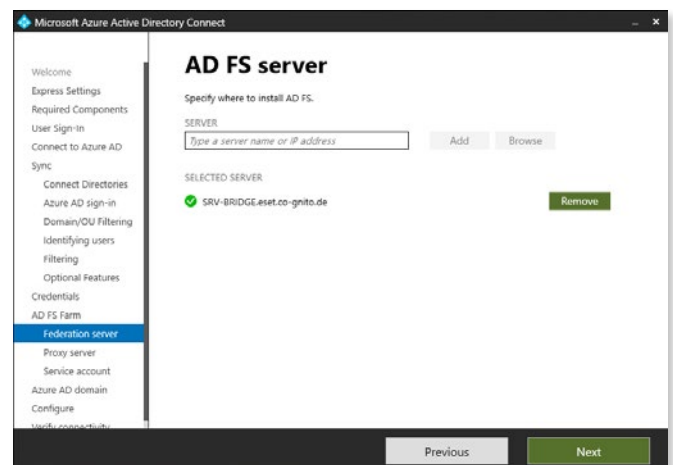 Microsoft Azure Active Directory Connect
Welcome
Express Settings
Required Components
User Sign-In
Connect to Azure AD
Sync
Connect Directories
Azure AD sign-in
Domain/OU Filtering
Identifying users
Filtering
Optional Features
Credentials
AD FS Farm
Federation server
Proxy server
Service account
Azure AD domain
Configure
Verify connectivity
AD FS server
Specify where to install AD FS.
SERVER
Type a server name or IP address
Add
Browse
SELECTED SERVER
SRV-BRIDGE.eset.co-gnito.de
Remove
Previous
Next